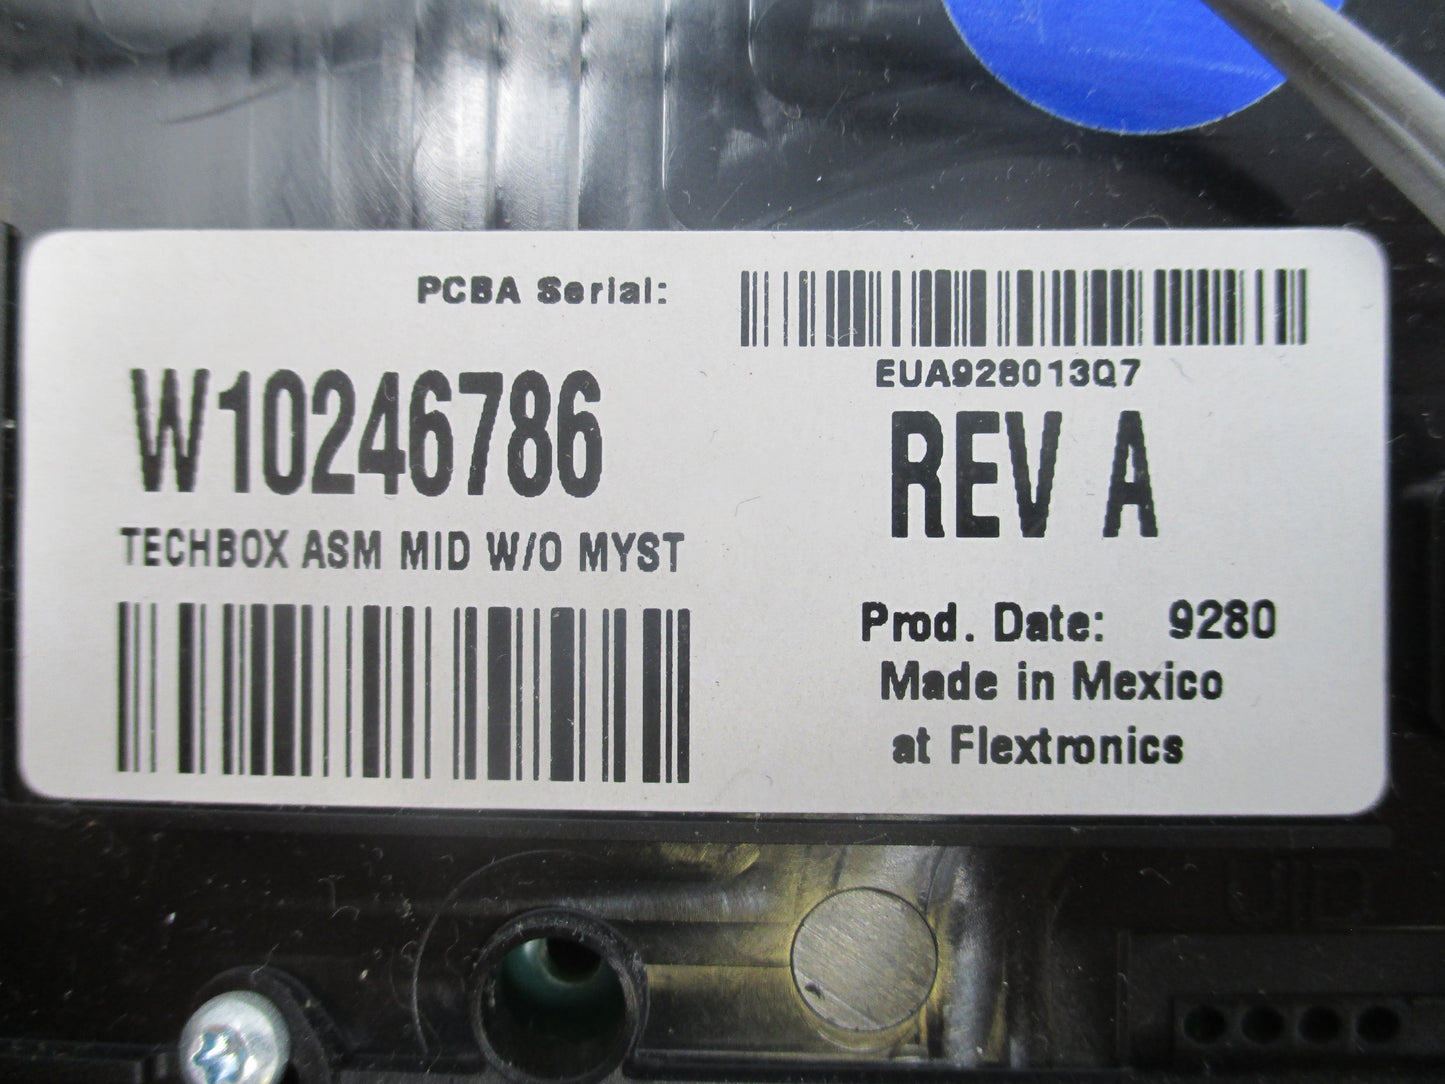 PCBA Serial:
EUA928013Q7
W10246786
REV A
TECHBOX ASM MID W/O MYST
Prod. Date: 9280
Made in Mexico
at Flextronics